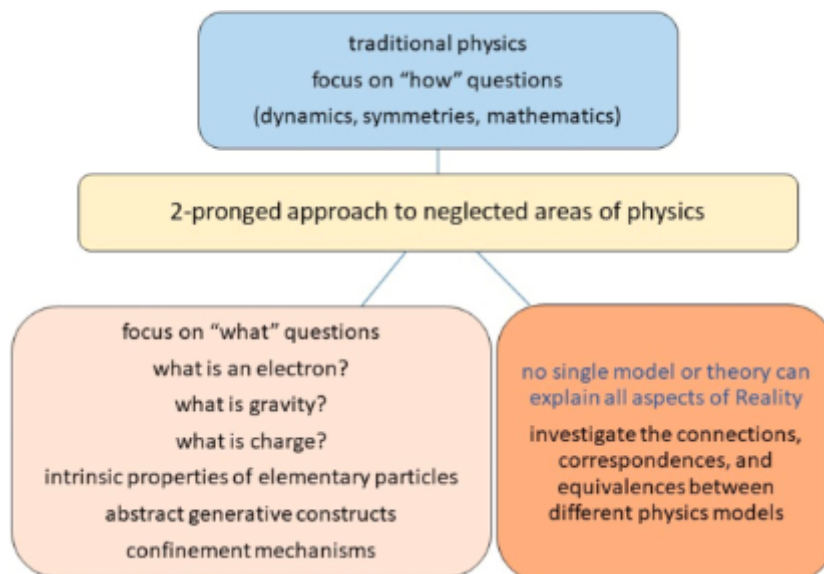 traditional physics
focus on “how” questions
(dynamics, symmetries, mathematics)
2-pronged approach to neglected areas of physics
focus on “what” questions
what is an electron?
what is gravity?
what is charge?
intrinsic properties of elementary particles
abstract generative constructs
confinement mechanisms
no single model or theory can
explain all aspects of Reality
investigate the connections,
correspondences, and
equivalences between
different physics models